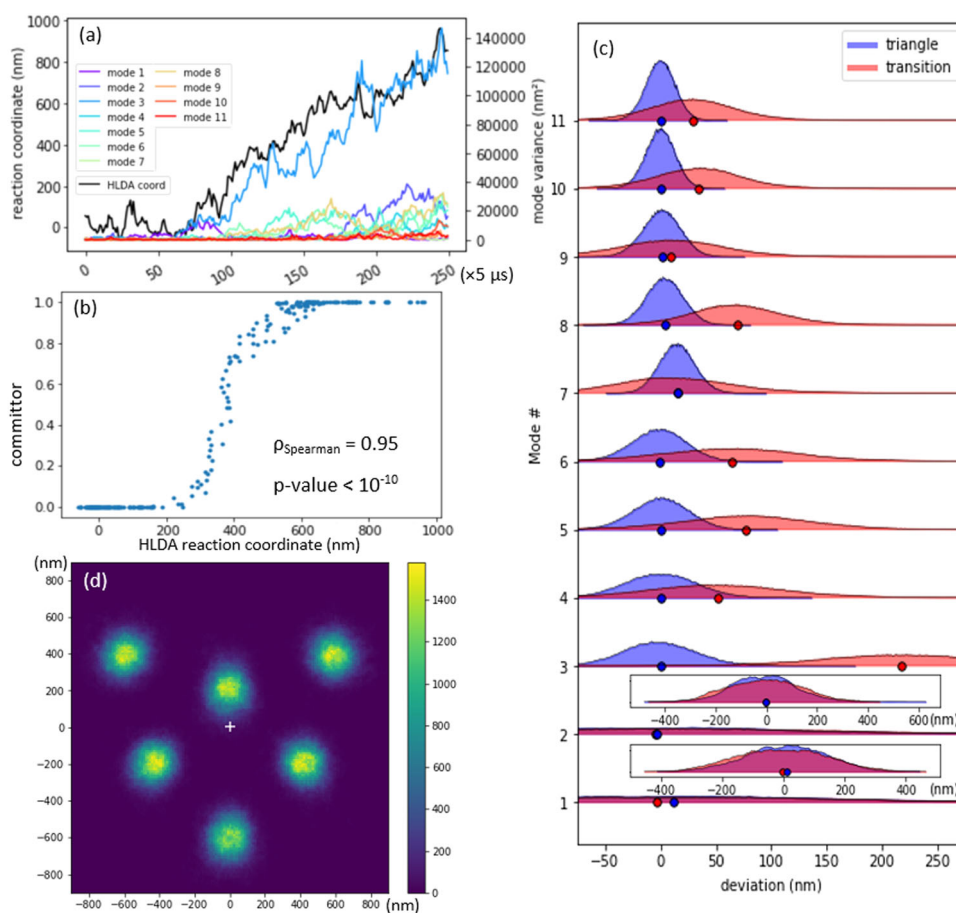 (a)
reaction coordinate (nm)
1000
800
600
400
200
0
mode 1
mode 2
mode 3
mode 4
mode 5
mode 6
mode 7
mode 8
mode 9
mode 10
mode 11
HLDA coord
140000
120000
100000
80000
60000
40000
20000
0
mode variance (nm²)
0
50
100
150
200
250
(×5 µs)
(b)
committor
1.0
0.8
0.6
0.4
0.2
0.0
ρSpearman = 0.95
p-value < 10-10
0
200
400
600
800
1000
HLDA reaction coordinate (nm)
(nm)
(d)
800
600
400
200
0
−200
−400
−600
−800
−800
−600
−400
−200
0
200
400
600
800
(nm)
1400
1200
1000
800
600
400
200
0
(c)
triangle
transition
Mode #
11
10
9
8
7
6
5
4
3
2
1
−400
−200
0
200
400
600
(nm)
−400
−200
0
200
400
(nm)
−50
0
50
100
150
200
250
deviation (nm)